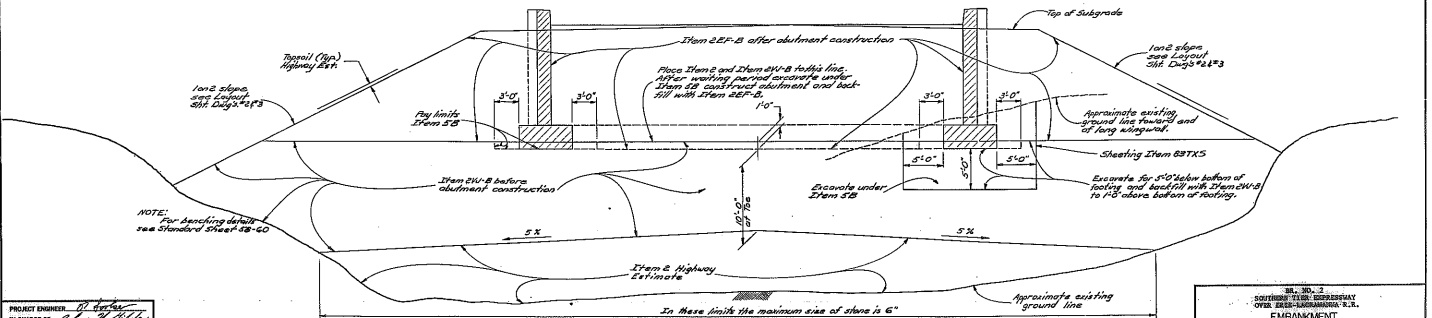 Top of Subgrade
Item 2EF-B after abutment construction
Topsoil (Typ.)
Highway Est.
1 on 2 slope
see Layout
Sht. Dwg's. #2&#3
Place Item 2 and Item 2W-B to this line.
After waiting period excavate under
Item 5B construct abutment and back-
fill with Item 2EF-B.
1 on 2 slope
see Layout
Sht. Dwg's #2&#3
3'-0"
3'-0"
1'-0"
3'-0"
3'-0"
Pay limits
Item 5B
Approximate existing
ground line toward end
of long wingwall.
Sheeting Item 83TXS
5'-0"
5'-0"
5'-0"
Item 2W-B before
abutment construction
Excavate under
Item 5B
Excavate for 5'-0" below bottom of
footing and backfill with Item 2W-B
to 1'-0" above bottom of footing.
10'-0"
at Toe
NOTE:
For benching details
see Standard Sheet 58-60
5%
5%
Item 2 Highway
Estimate
Approximate existing
ground line
In these limits the maximum size of stone is 6"
PROJECT ENGINEER
BR. NO. 2
SOUTHERN TIER EXPRESSWAY
OVER ERIE-LACKAWANNA R.R.
EMBANKMENT